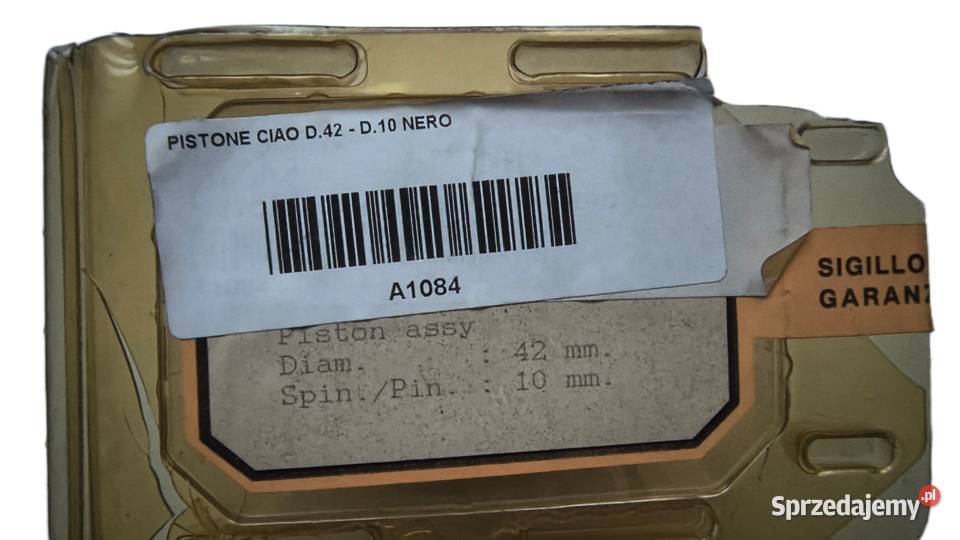 PISTONE CIAO D.42 - D.10 NERO
A1084
SIGILLO
GARANZ
Piston assy
Diam. : 42 mm.
Spin./Pin. : 10 mm.
Sprzedajemy.pl